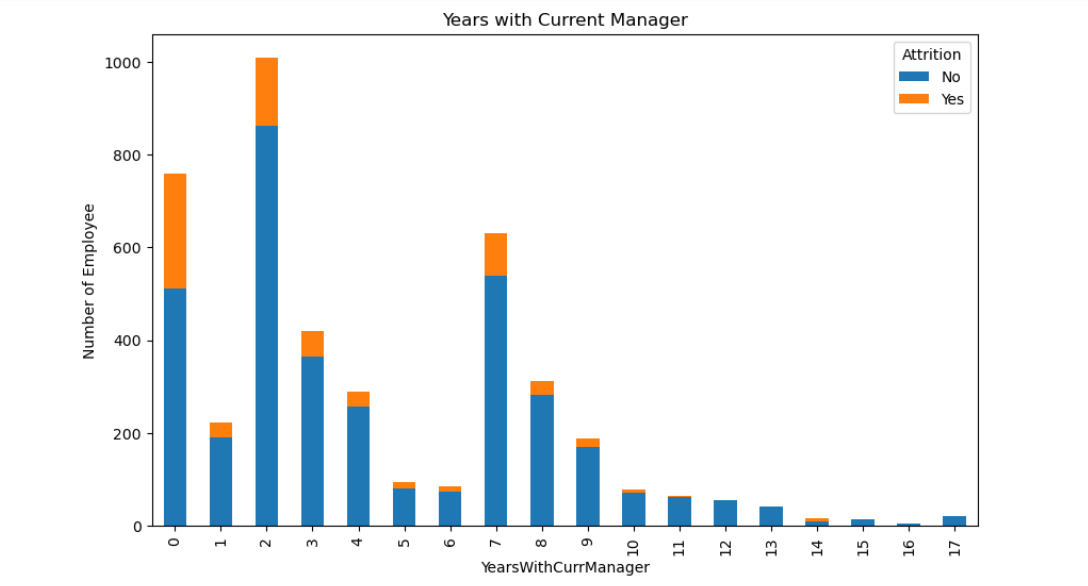 Years with Current Manager
Attrition
No
Yes
1000
800
600
400
200
0
Number of Employee
0 1 2 3 4 5 6 7 8 9 10 11 12 13 14 15 16 17
YearsWithCurrManager